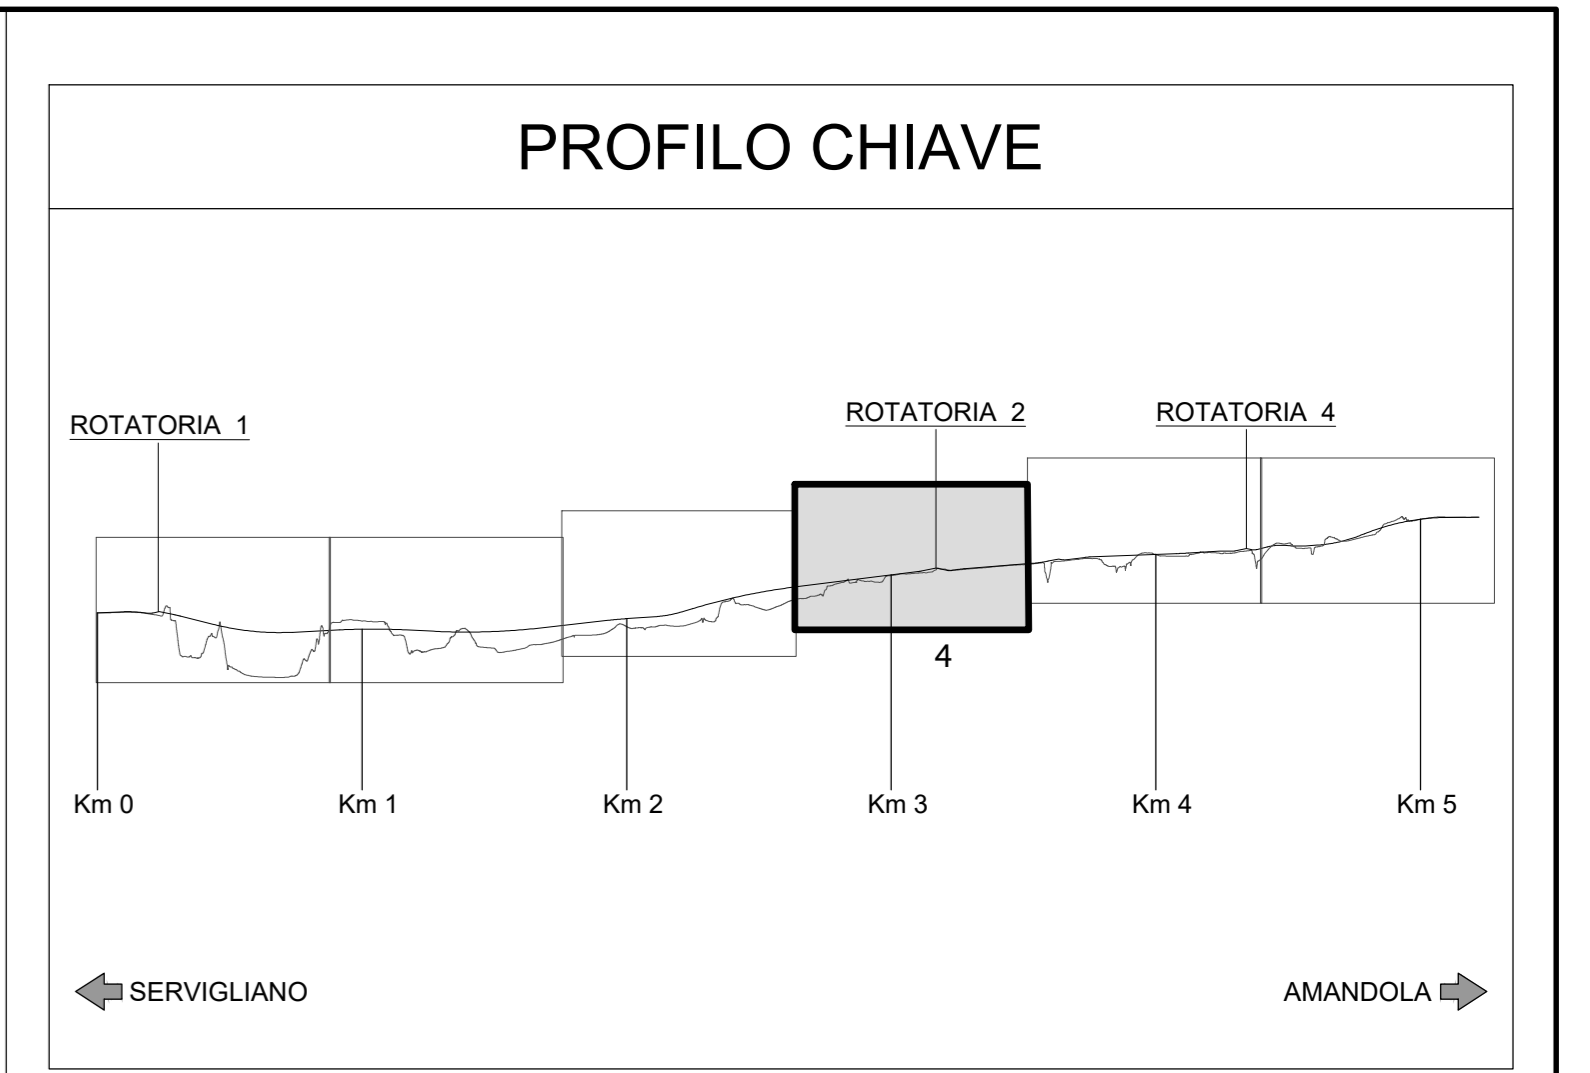 PROFILO CHIAVE
ROTATORIA 1
ROTATORIA 2
ROTATORIA 4
4
Km 0
Km 1
Km 2
Km 3
Km 4
Km 5
SERVIGLIANO
AMANDOLA